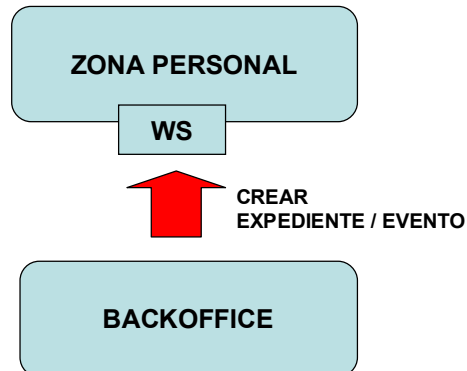 ZONA PERSONAL
WS
CREAR
EXPEDIENTE / EVENTO
BACKOFFICE